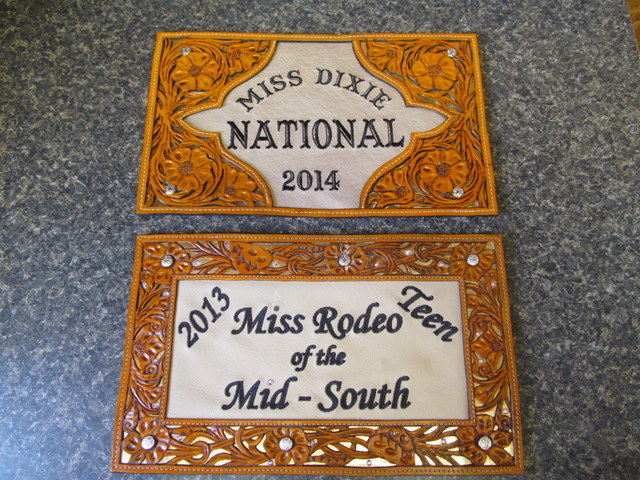 MISS DIXIE
NATIONAL
2014
2013 Miss Rodeo Teen
of the
Mid - South